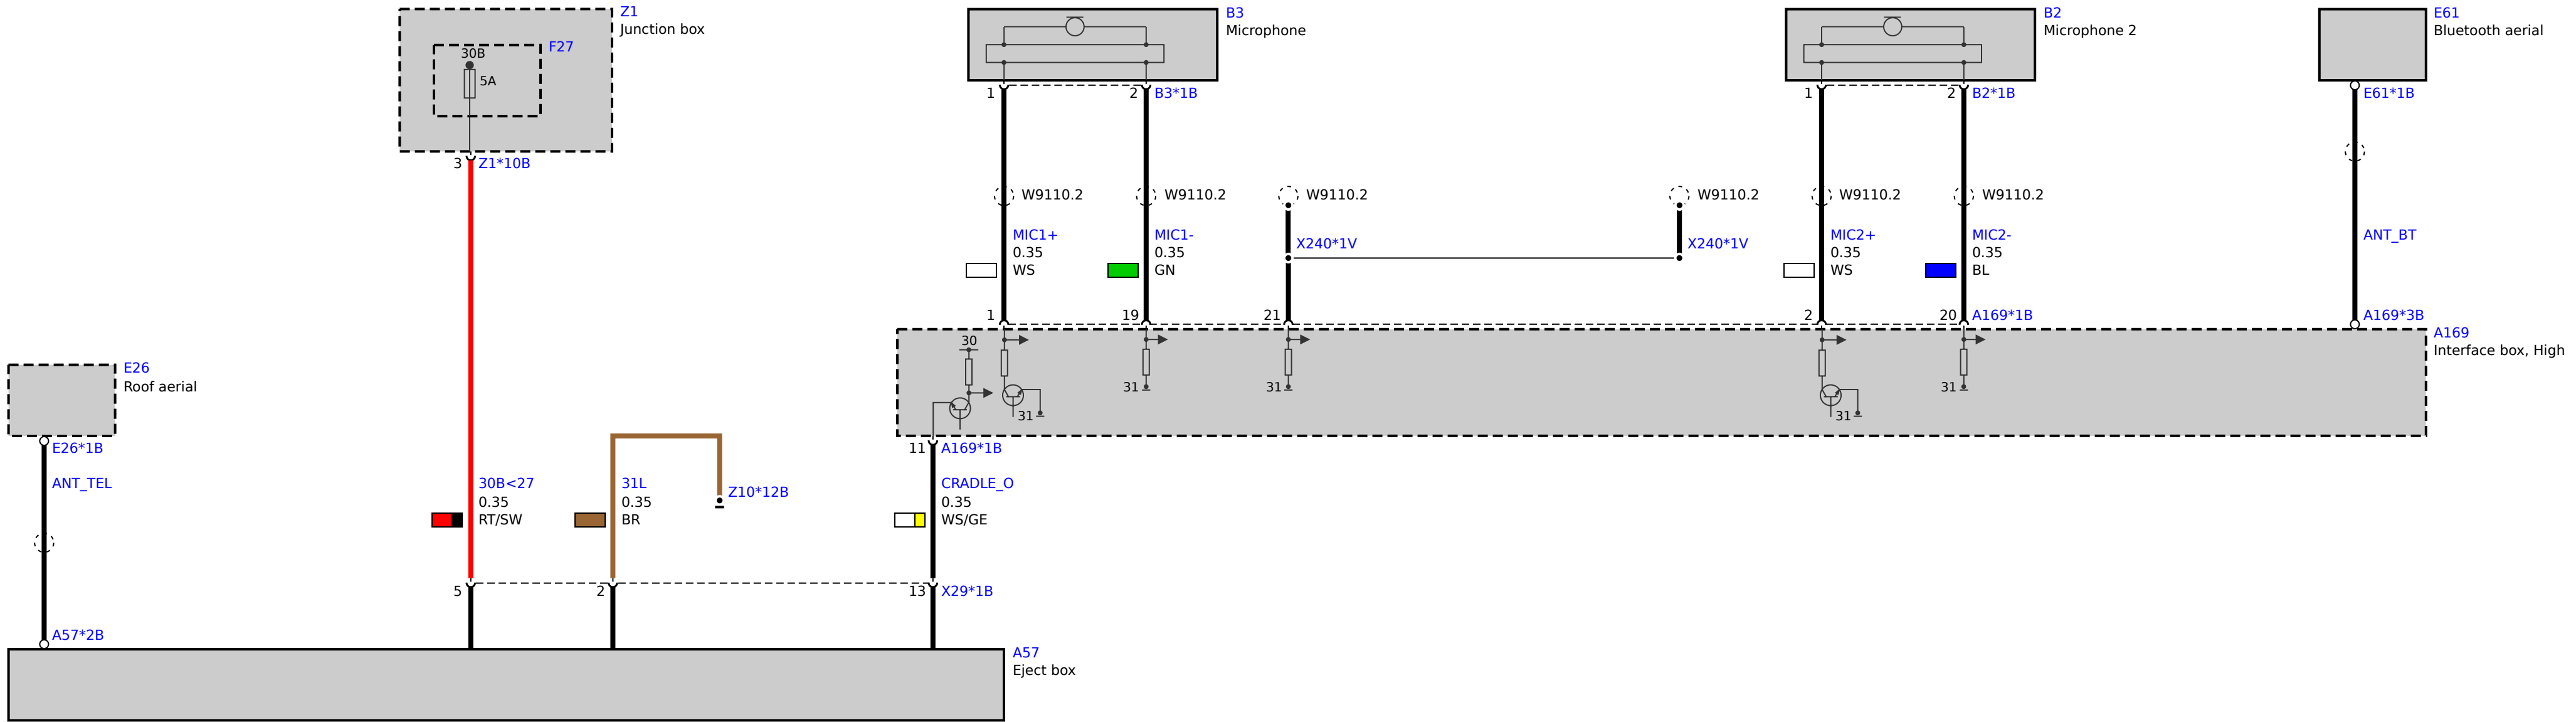 Z1
Junction box
F27
30B
5A
3
Z1*10B
B3
Microphone
1
2
B3*1B
B2
Microphone 2
1
2
B2*1B
E61
Bluetooth aerial
E61*1B
W9110.2
W9110.2
W9110.2
W9110.2
W9110.2
W9110.2
MIC1+
0.35
WS
MIC1-
0.35
GN
X240*1V
X240*1V
MIC2+
0.35
WS
MIC2-
0.35
BL
ANT_BT
1
19
21
2
20
A169*1B
A169*3B
A169
Interface box, High
30
31
31
31
31
31
E26
Roof aerial
E26*1B
ANT_TEL
30B<27
0.35
RT/SW
31L
0.35
BR
Z10*12B
11
A169*1B
CRADLE_O
0.35
WS/GE
5
2
13
X29*1B
A57*2B
A57
Eject box